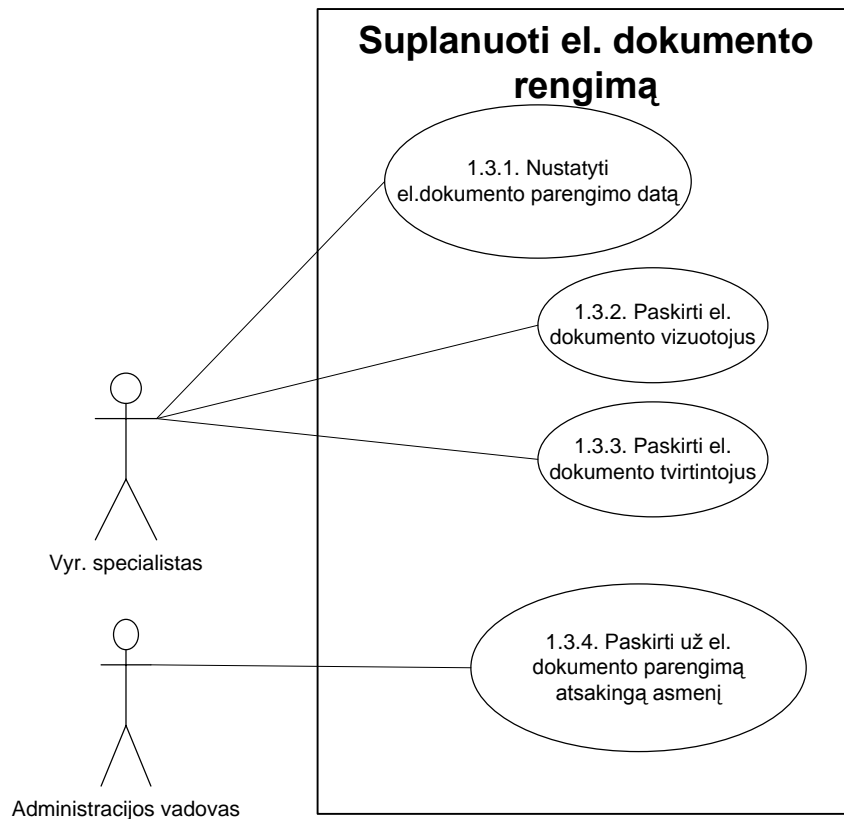 Suplanuoti el. dokumento
rengimą
1.3.1. Nustatyti
el.dokumento parengimo datą
1.3.2. Paskirti el.
dokumento vizuotojus
1.3.3. Paskirti el.
dokumento tvirtintojus
Vyr. specialistas
1.3.4. Paskirti už el.
dokumento parengimą
atsakingą asmenį
Administracijos vadovas